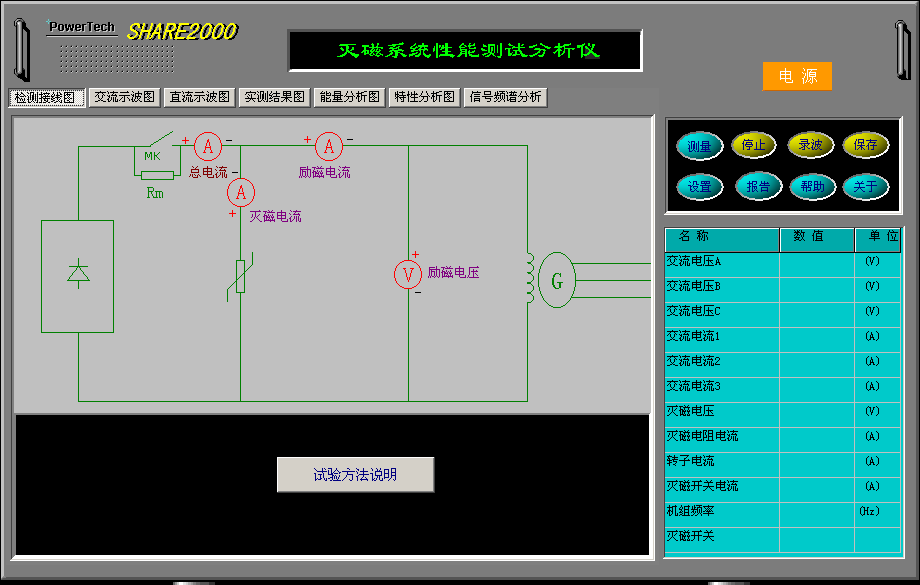 PowerTech SHARE2000
灭磁系统性能测试分析仪
电 源
检测接线图 交流示波图 直流示波图 实测结果图 能量分析图 特性分析图 信号频谱分析
测量 停止 录波 保存
设置 报告 帮助 关于
MK
+ A −
总电流
+ A −
励磁电流
Rm
− A +
灭磁电流
+ V −
励磁电压
G
试验方法说明
名 称 数 值 单 位
交流电压A (V)
交流电压B (V)
交流电压C (V)
交流电流1 (A)
交流电流2 (A)
交流电流3 (A)
灭磁电压 (V)
灭磁电阻电流 (A)
转子电流 (A)
灭磁开关电流 (A)
机组频率 (Hz)
灭磁开关